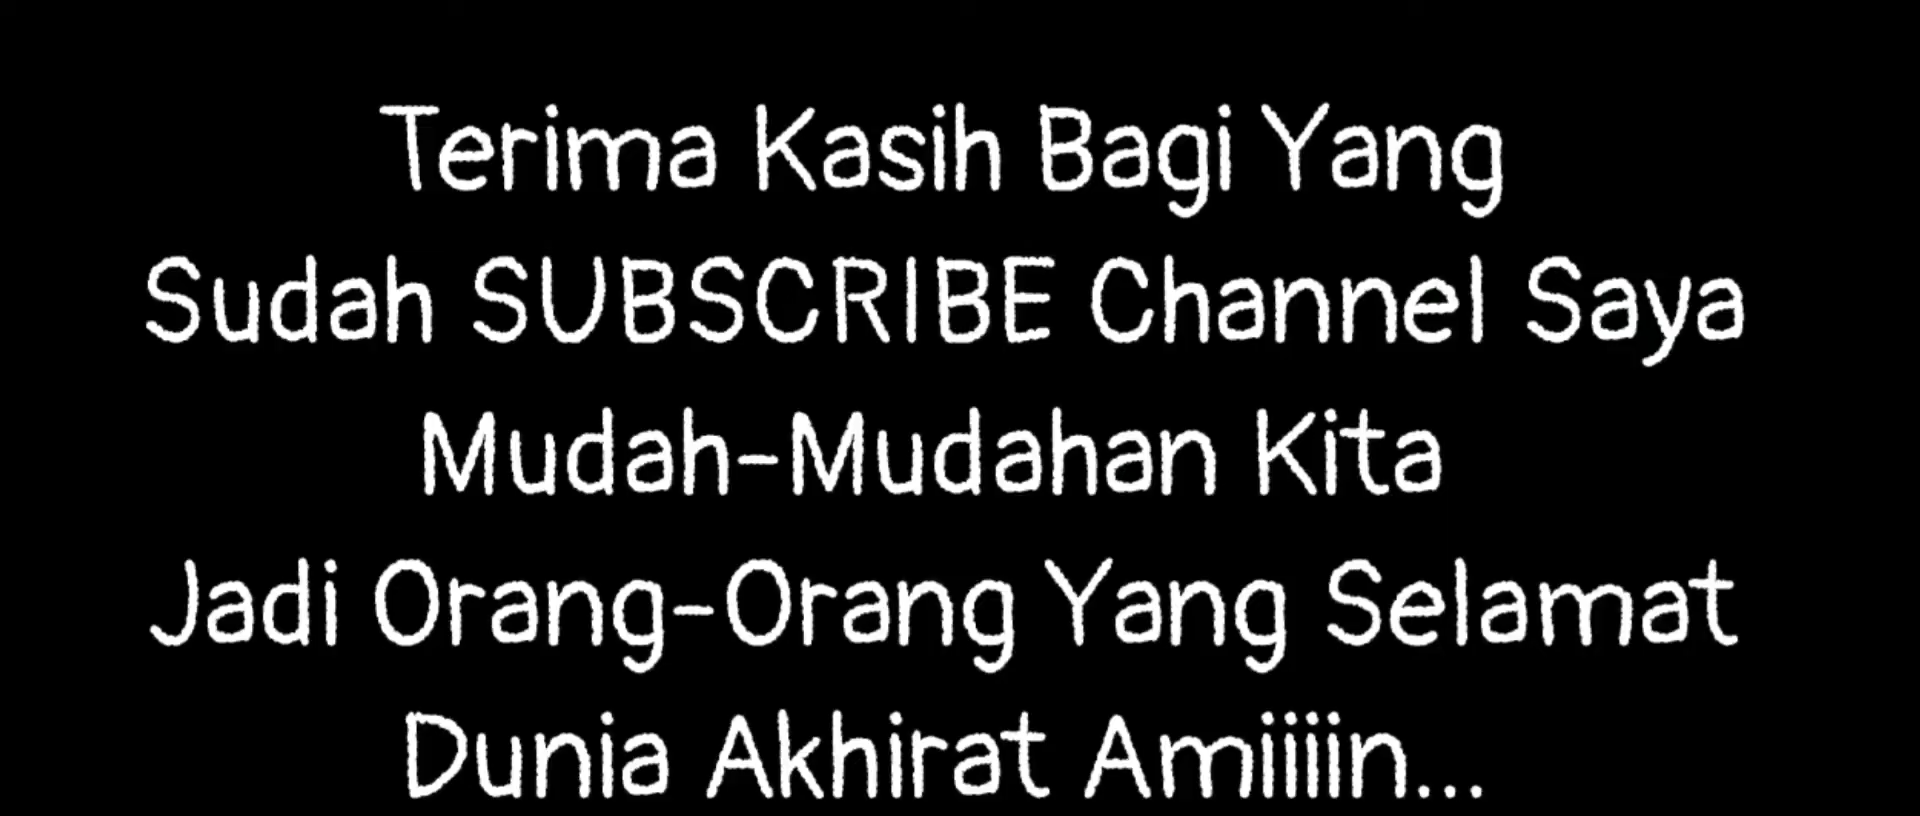 Terima Kasih Bagi Yang
Sudah SUBSCRIBE Channel Saya
Mudah-Mudahan Kita
Jadi Orang-Orang Yang Selamat
Dunia Akhirat Amiiiin...